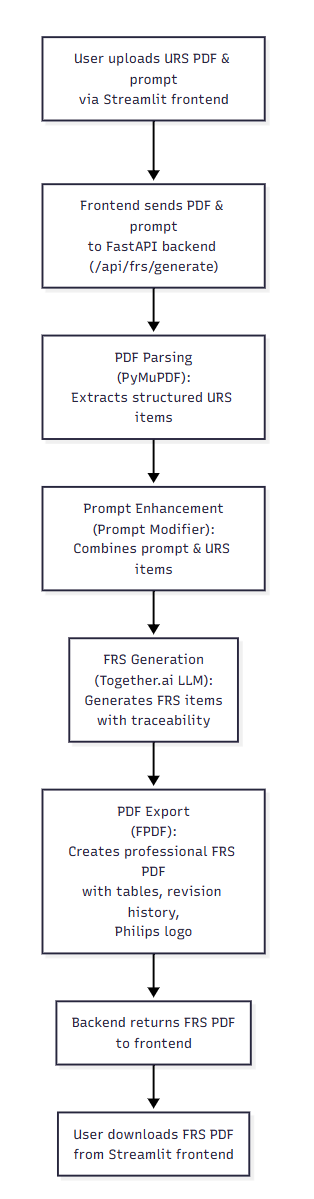 User uploads URS PDF &
prompt
via Streamlit frontend
Frontend sends PDF &
prompt
to FastAPI backend
(/api/frs/generate)
PDF Parsing
(PyMuPDF):
Extracts structured URS
items
Prompt Enhancement
(Prompt Modifier):
Combines prompt & URS
items
FRS Generation
(Together.ai LLM):
Generates FRS items
with traceability
PDF Export
(FPDF):
Creates professional FRS
PDF
with tables, revision
history,
Philips logo
Backend returns FRS PDF
to frontend
User downloads FRS PDF
from Streamlit frontend